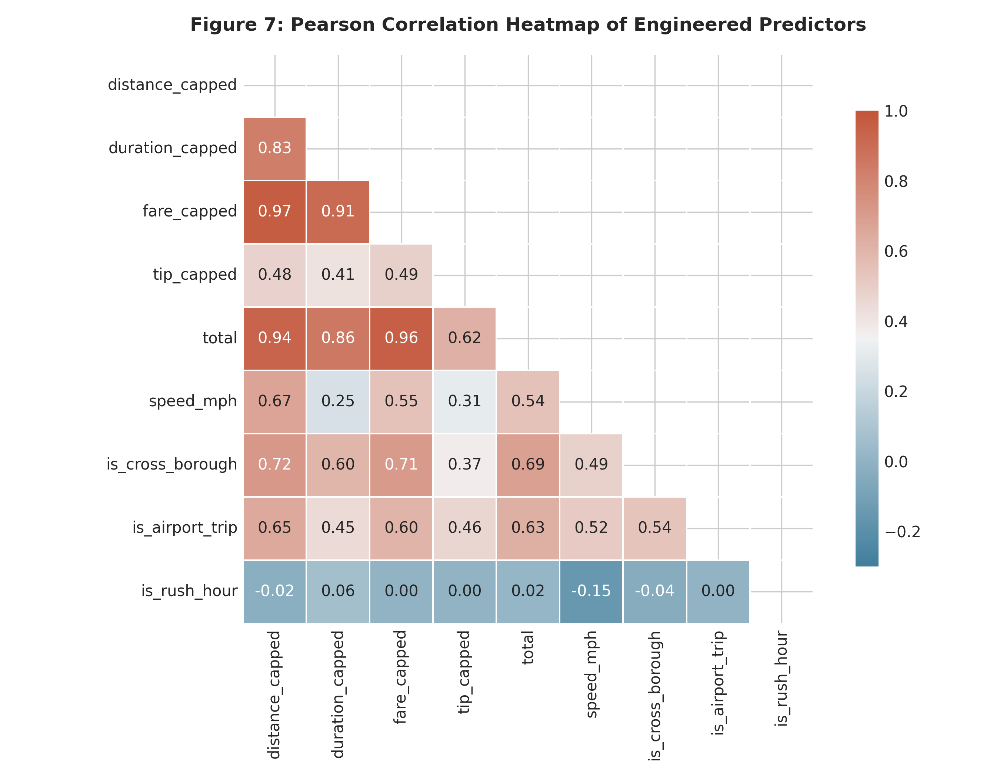 Figure 7: Pearson Correlation Heatmap of Engineered Predictors
distance_capped
duration_capped 0.83
fare_capped 0.97 0.91
tip_capped 0.48 0.41 0.49
total 0.94 0.86 0.96 0.62
speed_mph 0.67 0.25 0.55 0.31 0.54
is_cross_borough 0.72 0.60 0.71 0.37 0.69 0.49
is_airport_trip 0.65 0.45 0.60 0.46 0.63 0.52 0.54
is_rush_hour -0.02 0.06 0.00 0.00 0.02 -0.15 -0.04 0.00
distance_capped
duration_capped
fare_capped
tip_capped
total
speed_mph
is_cross_borough
is_airport_trip
is_rush_hour
1.0
0.8
0.6
0.4
0.2
0.0
−0.2